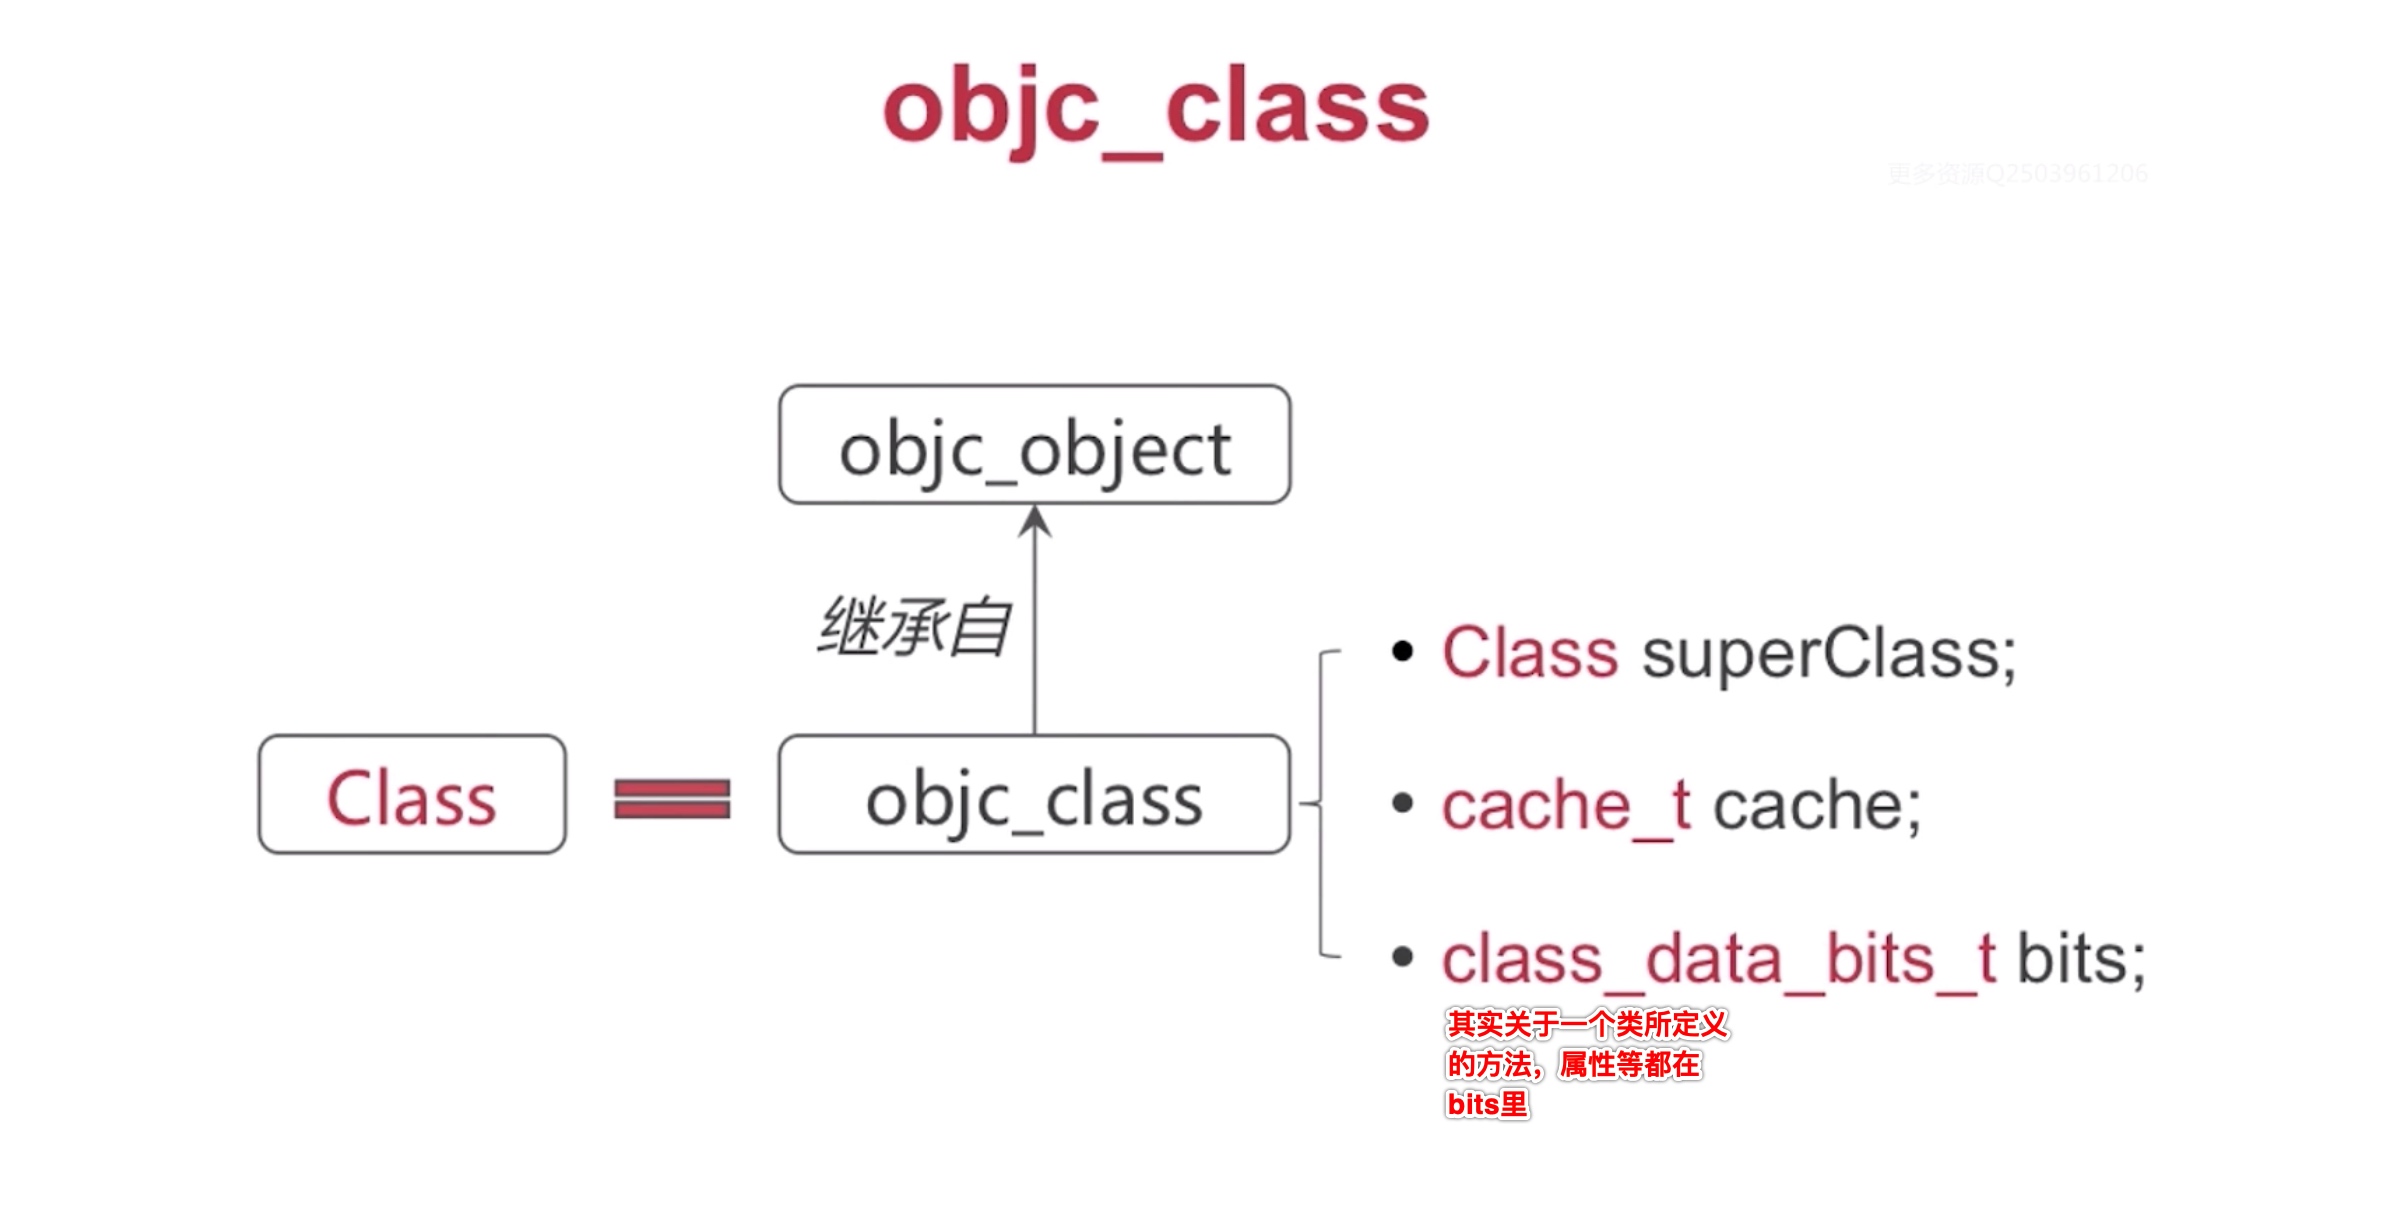 objc_class
更多资源Q2503961206
objc_object
继承自
Class
objc_class
• Class superClass;
• cache_t cache;
• class_data_bits_t bits;
其实关于一个类所定义
的方法，属性等都在
bits里